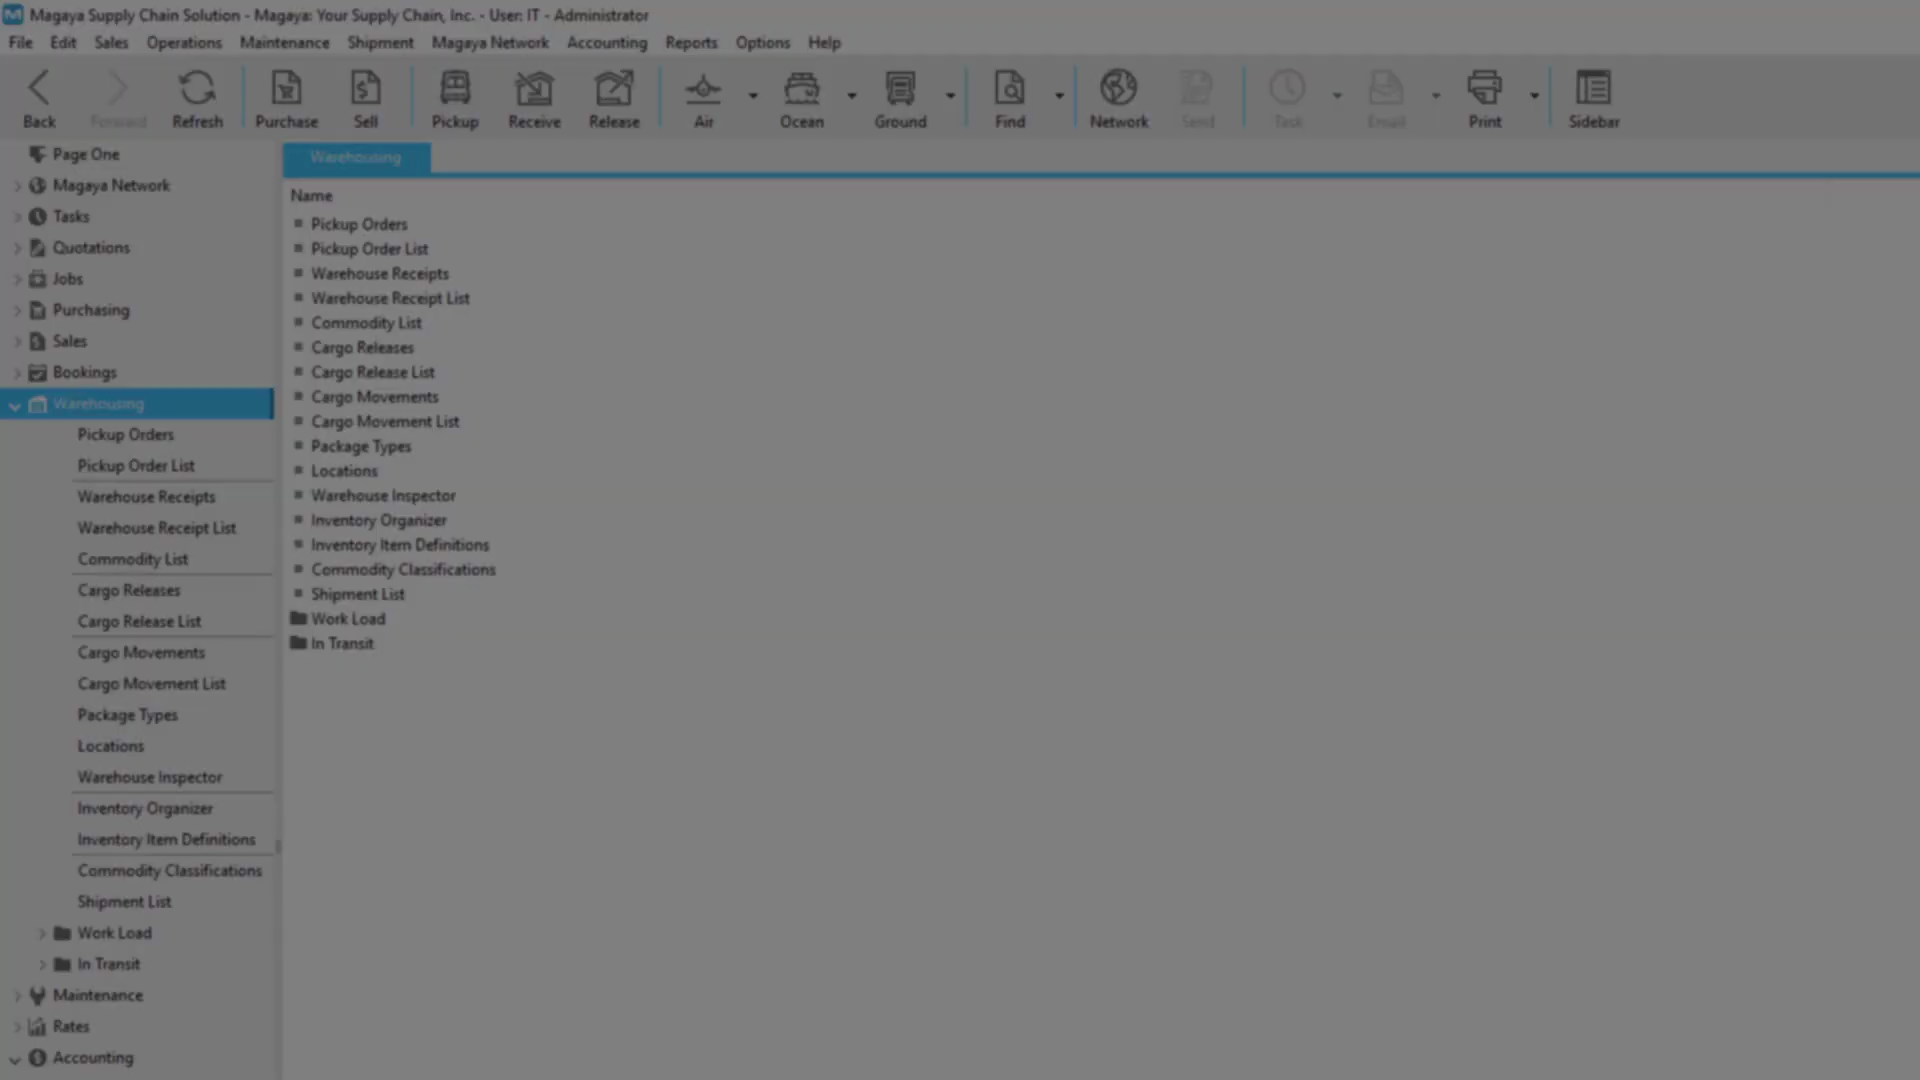 Magaya Supply Chain Solution - Magaya: Your Supply Chain, Inc. - User: IT - Administrator
File Edit Sales Operations Maintenance Shipment Magaya Network Accounting Reports Options Help
Back Forward Refresh Purchase Sell Pickup Receive Release Air Ocean Ground Find Network Send Task Email Print Sidebar
Page One
Magaya Network
Tasks
Quotations
Jobs
Purchasing
Sales
Bookings
Warehousing
Pickup Orders
Pickup Order List
Warehouse Receipts
Warehouse Receipt List
Commodity List
Cargo Releases
Cargo Release List
Cargo Movements
Cargo Movement List
Package Types
Locations
Warehouse Inspector
Inventory Organizer
Inventory Item Definitions
Commodity Classifications
Shipment List
Work Load
In Transit
Maintenance
Rates
Accounting
Warehousing
Name
Pickup Orders
Pickup Order List
Warehouse Receipts
Warehouse Receipt List
Commodity List
Cargo Releases
Cargo Release List
Cargo Movements
Cargo Movement List
Package Types
Locations
Warehouse Inspector
Inventory Organizer
Inventory Item Definitions
Commodity Classifications
Shipment List
Work Load
In Transit